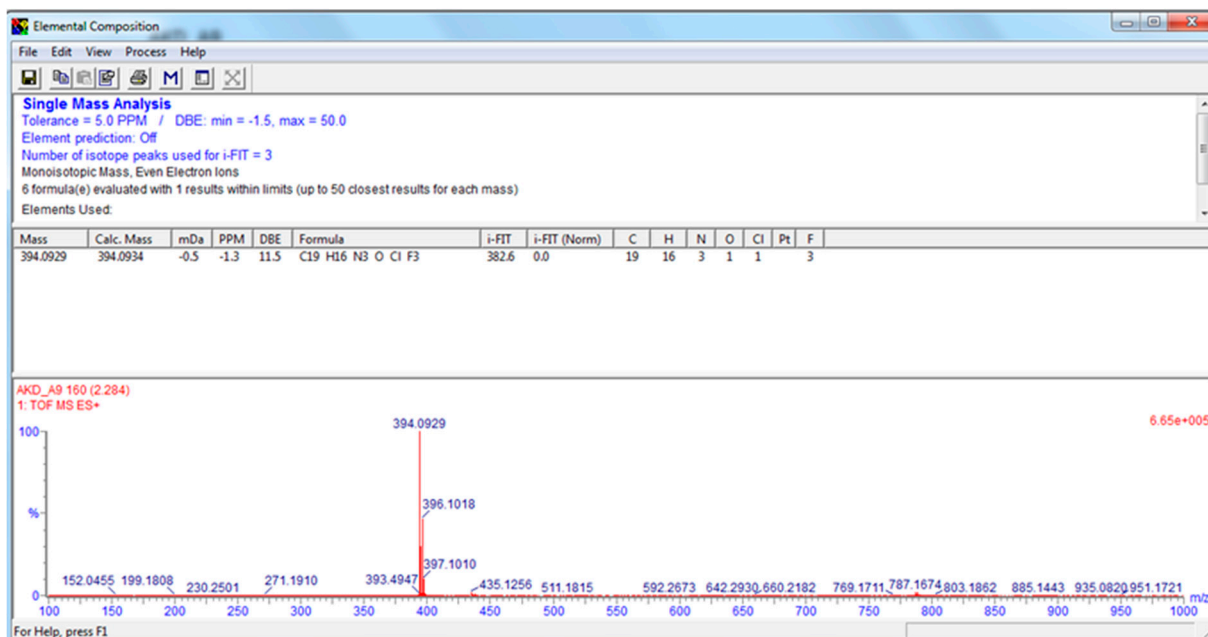 Elemental Composition
File Edit View Process Help
M
Single Mass Analysis
Tolerance = 5.0 PPM / DBE: min = -1.5, max = 50.0
Element prediction: Off
Number of isotope peaks used for i-FIT = 3
Monoisotopic Mass, Even Electron Ions
6 formula(e) evaluated with 1 results within limits (up to 50 closest results for each mass)
Elements Used:
Mass Calc. Mass mDa PPM DBE Formula i-FIT i-FIT (Norm) C H N O Cl Pt F
394.0929 394.0934 -0.5 -1.3 11.5 C19 H16 N3 O Cl F3 382.6 0.0 19 16 3 1 1 3
AKD_A9 160 (2.284)
1: TOF MS ES+
6.65e+005
100
%
0
394.0929
396.1018
397.1010
152.0455 199.1808 230.2501 271.1910 393.4947 435.1256 511.1815 592.2673 642.2930 660.2182 769.1711 787.1674 803.1862 885.1443 935.0820 951.1721
m/z
100 150 200 250 300 350 400 450 500 550 600 650 700 750 800 850 900 950 1000
For Help, press F1